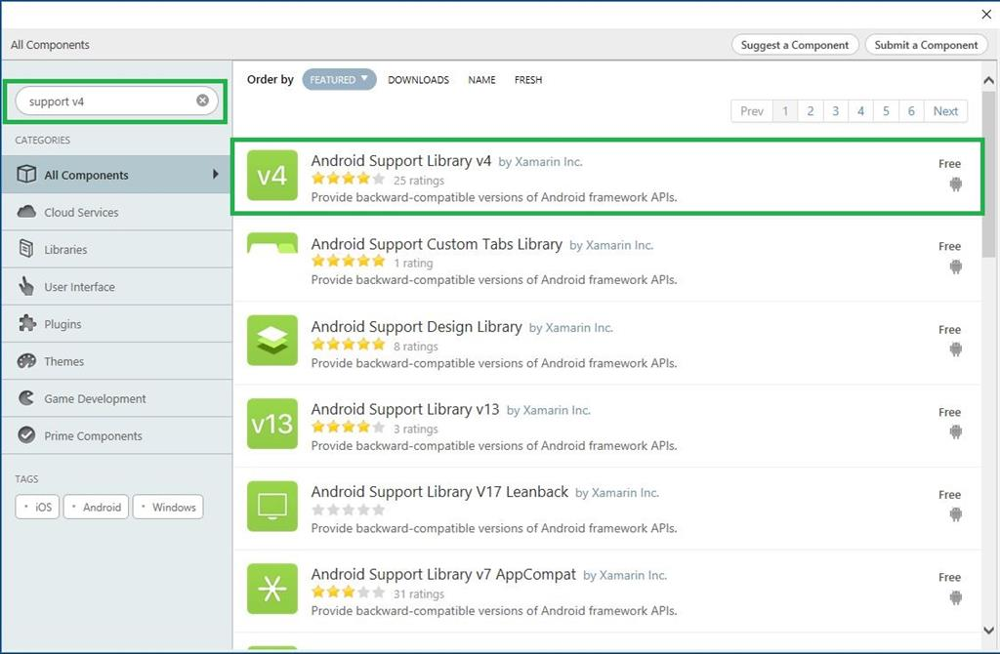 All Components
Suggest a Component
Submit a Component
support v4
CATEGORIES
All Components
Cloud Services
Libraries
User Interface
Plugins
Themes
Game Development
Prime Components
TAGS
iOS
Android
Windows
Order by FEATURED DOWNLOADS NAME FRESH
Prev 1 2 3 4 5 6 Next
v4
Android Support Library v4 by Xamarin Inc.
Free
25 ratings
Provide backward-compatible versions of Android framework APIs.
Android Support Custom Tabs Library by Xamarin Inc.
Free
1 rating
Provide backward-compatible versions of Android framework APIs.
Android Support Design Library by Xamarin Inc.
Free
8 ratings
Provide backward-compatible versions of Android framework APIs.
v13
Android Support Library v13 by Xamarin Inc.
Free
3 ratings
Provide backward-compatible versions of Android framework APIs.
Android Support Library V17 Leanback by Xamarin Inc.
Free
Provide backward-compatible versions of Android framework APIs.
Android Support Library v7 AppCompat by Xamarin Inc.
Free
31 ratings
Provide backward-compatible versions of Android framework APIs.